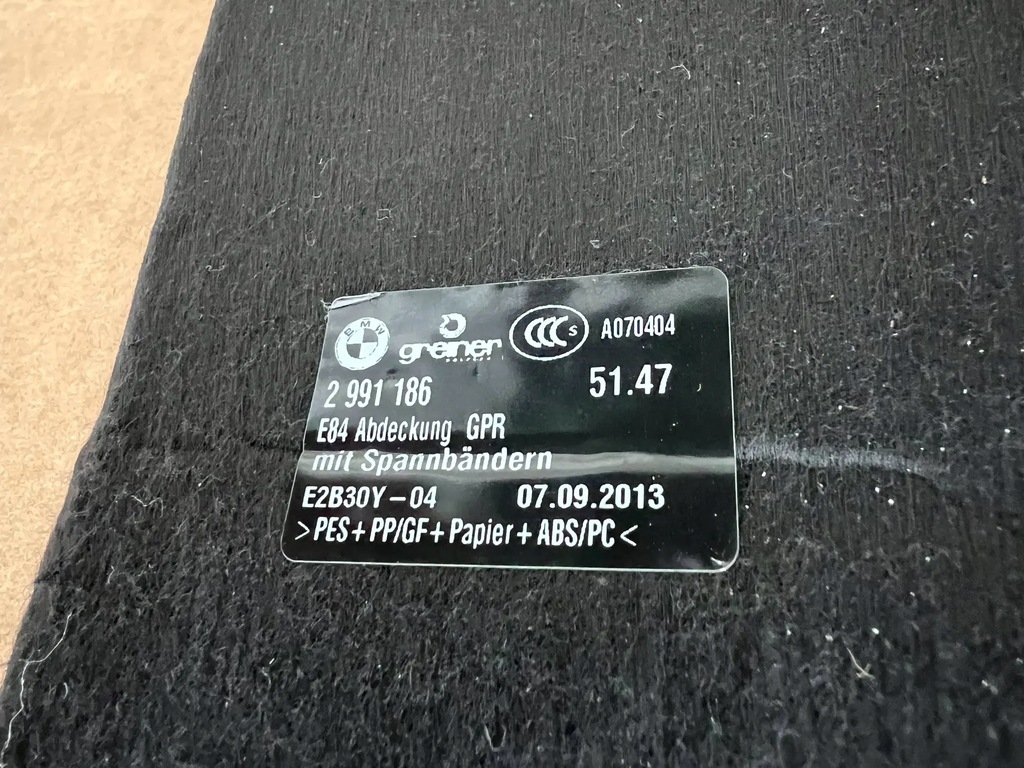 BMW greiner CCC S A070404
2 991 186 51.47
E84 Abdeckung GPR
mit Spannbändern
E2B30Y-04 07.09.2013
>PES+PP/GF+Papier+ABS/PC<